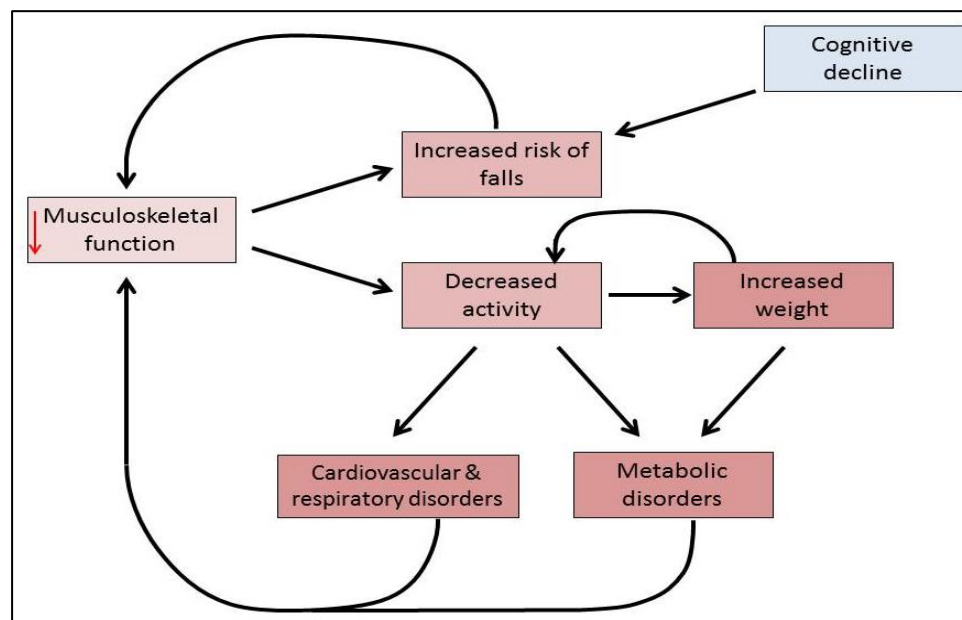 Cognitive
decline
Increased risk of
falls
Musculoskeletal
function
Decreased
activity
Increased
weight
Cardiovascular &
respiratory disorders
Metabolic
disorders